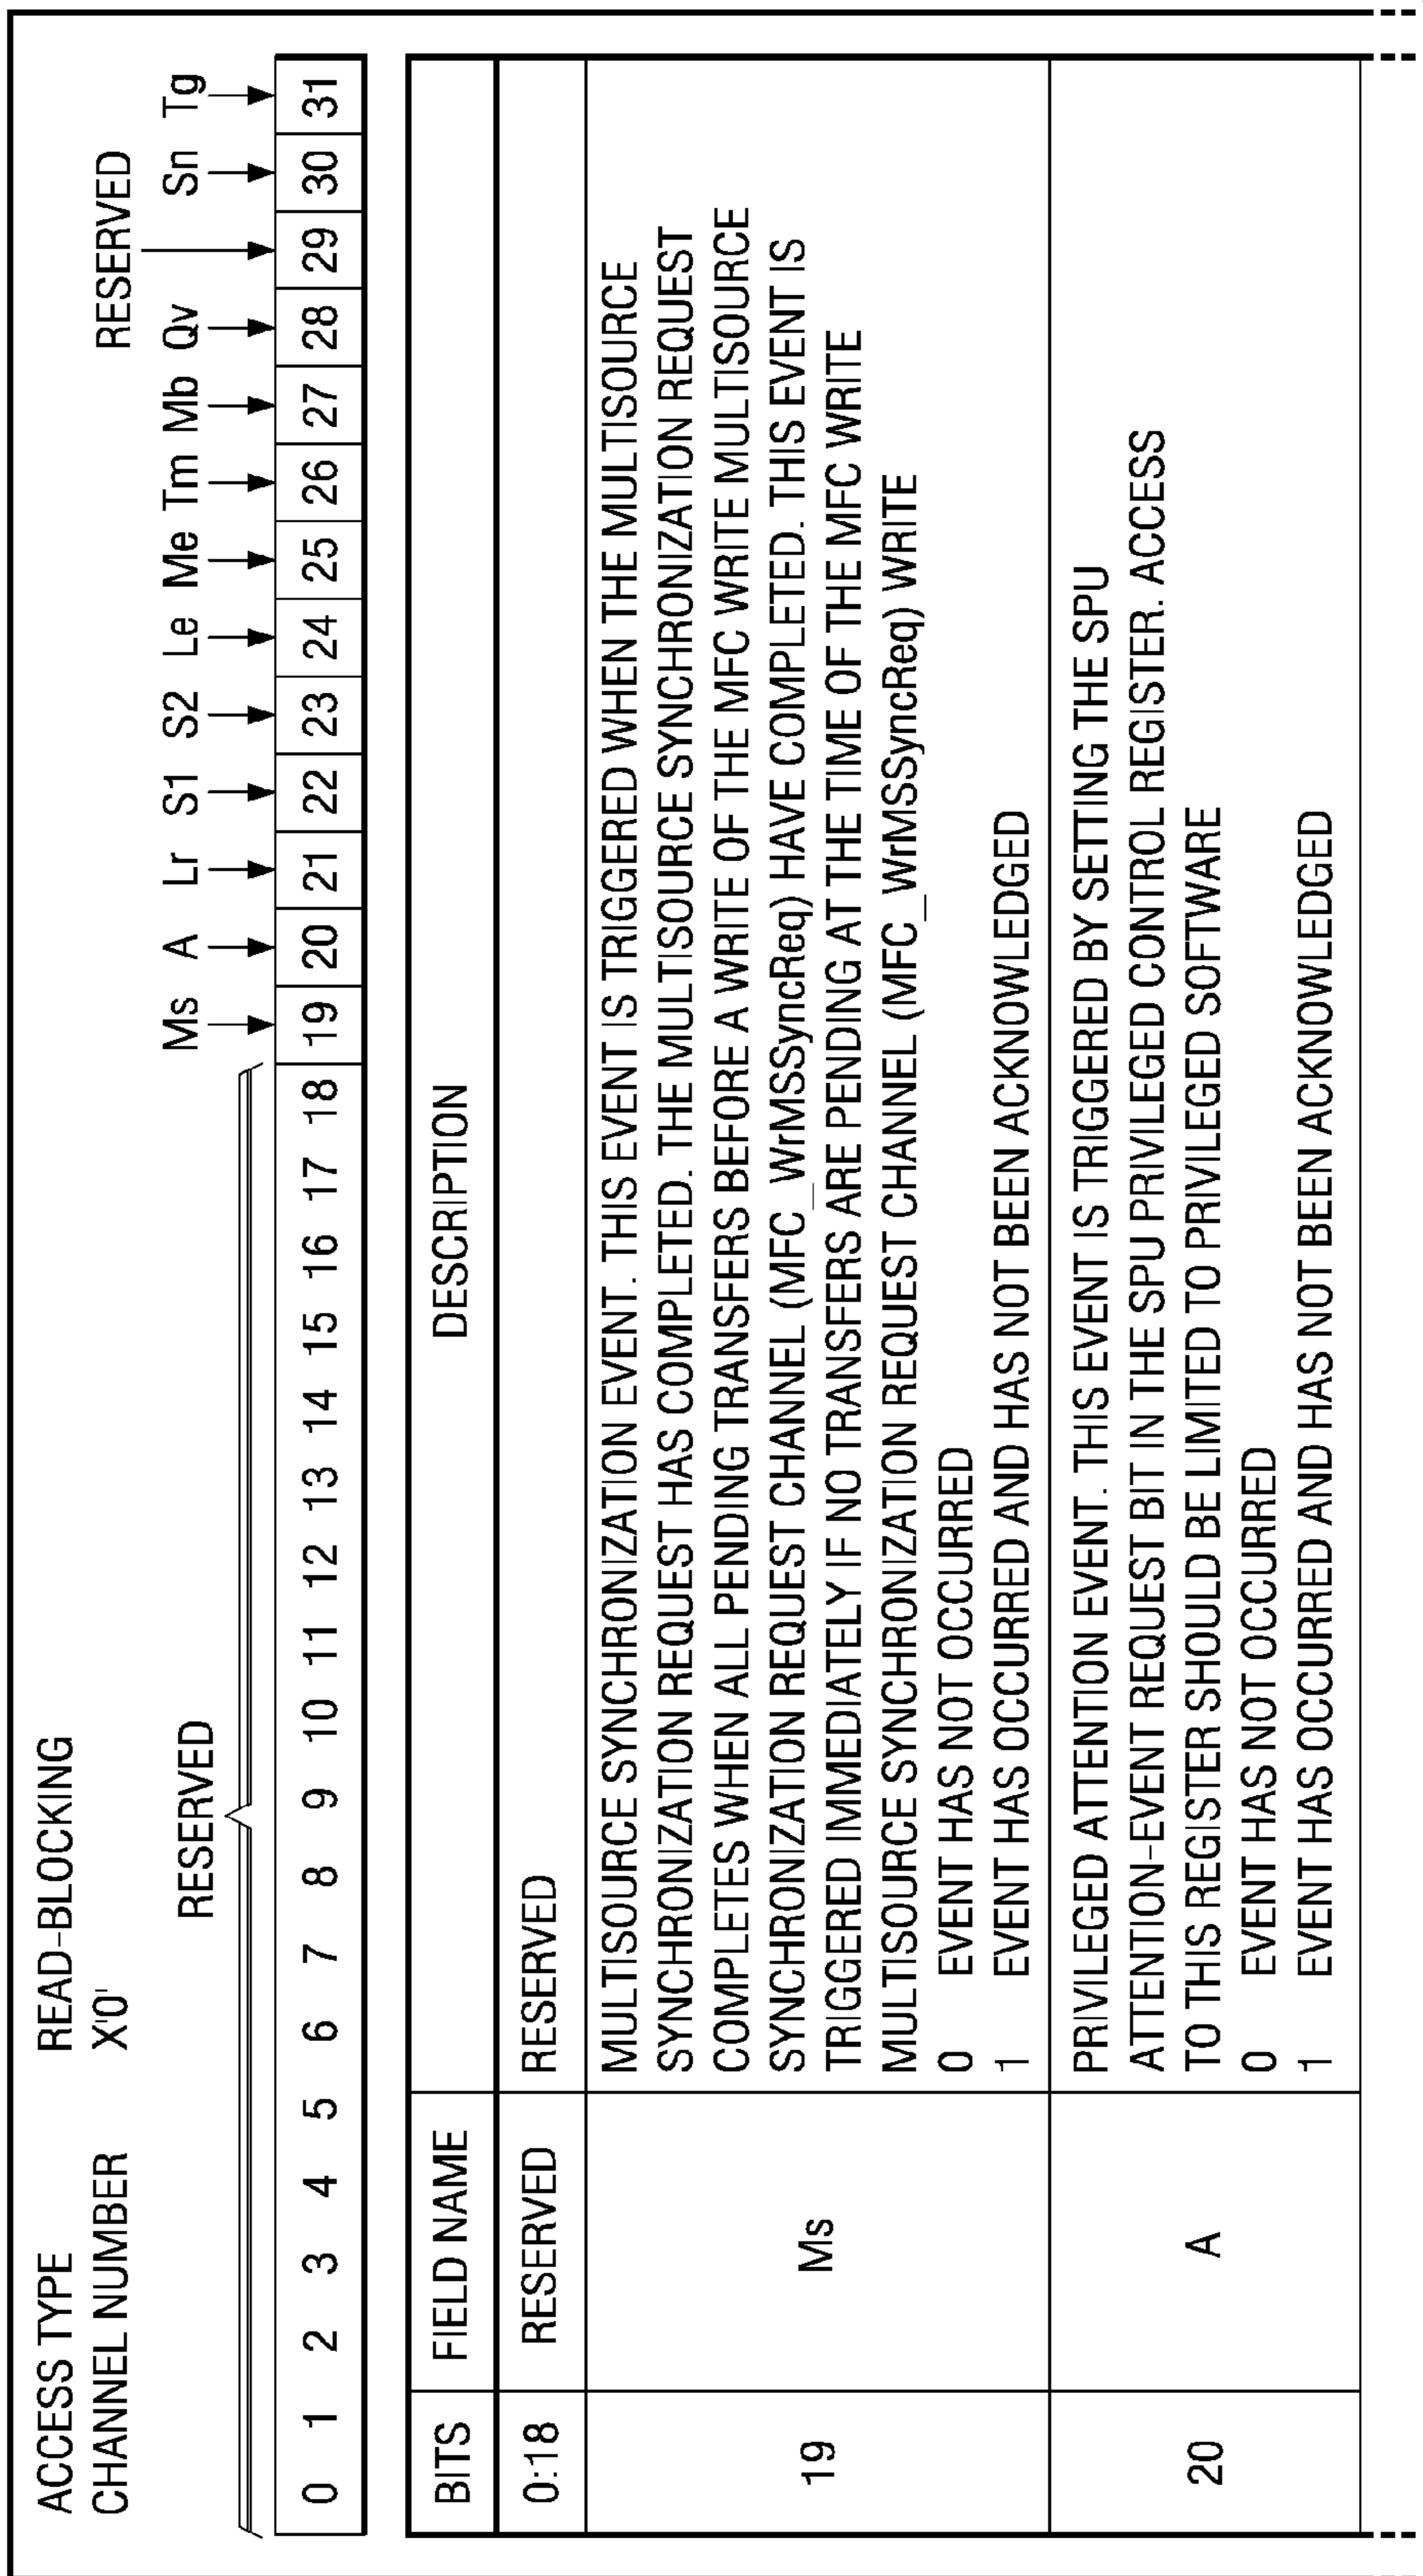 ACCESS TYPE READ-BLOCKING
CHANNEL NUMBER X'0'
RESERVED
RESERVED
Ms A Lr S1 S2 Le Me Tm Mb Qv Sn Tg
0 1 2 3 4 5 6 7 8 9 10 11 12 13 14 15 16 17 18 19 20 21 22 23 24 25 26 27 28 29 30 31
BITS FIELD NAME DESCRIPTION
0:18 RESERVED RESERVED
19 Ms
MULTISOURCE SYNCHRONIZATION EVENT. THIS EVENT IS TRIGGERED WHEN THE MULTISOURCE
SYNCHRONIZATION REQUEST HAS COMPLETED. THE MULTISOURCE SYNCHRONIZATION REQUEST
COMPLETES WHEN ALL PENDING TRANSFERS BEFORE A WRITE OF THE MFC WRITE MULTISOURCE
SYNCHRONIZATION REQUEST CHANNEL (MFC_WrMSSyncReq) HAVE COMPLETED. THIS EVENT IS
TRIGGERED IMMEDIATELY IF NO TRANSFERS ARE PENDING AT THE TIME OF THE MFC WRITE
MULTISOURCE SYNCHRONIZATION REQUEST CHANNEL (MFC_WrMSSyncReq) WRITE
0 EVENT HAS NOT OCCURRED
1 EVENT HAS OCCURRED AND HAS NOT BEEN ACKNOWLEDGED
20 A
PRIVILEGED ATTENTION EVENT. THIS EVENT IS TRIGGERED BY SETTING THE SPU
ATTENTION-EVENT REQUEST BIT IN THE SPU PRIVILEGED CONTROL REGISTER. ACCESS
TO THIS REGISTER SHOULD BE LIMITED TO PRIVILEGED SOFTWARE
0 EVENT HAS NOT OCCURRED
1 EVENT HAS OCCURRED AND HAS NOT BEEN ACKNOWLEDGED